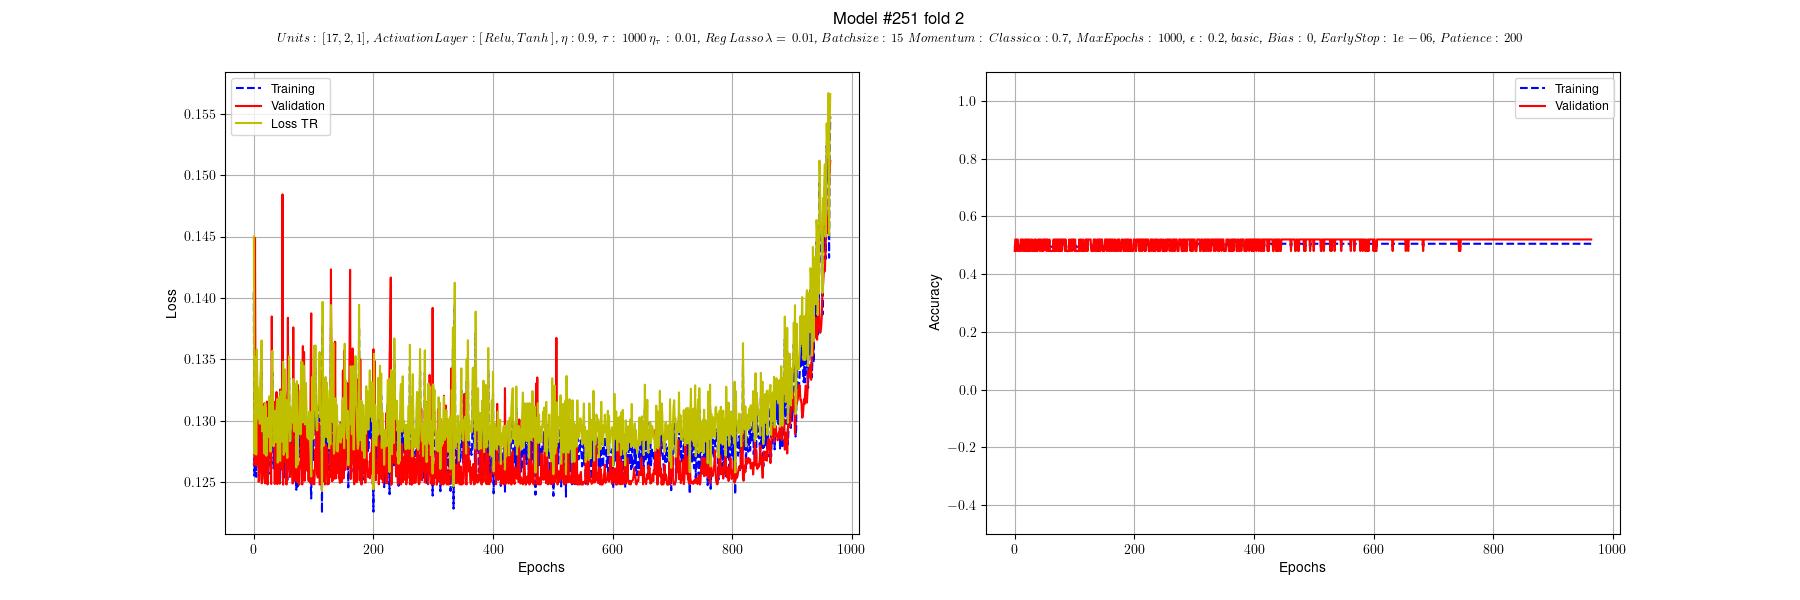 Model #251 fold 2
Units : [17, 2, 1], ActivationLayer : [Relu, Tanh], η : 0.9, τ : 1000 η_τ : 0.01, Reg Lasso λ = 0.01, Batchsize : 15 Momentum : Classic α : 0.7, MaxEpochs : 1000, ϵ : 0.2, basic, Bias : 0, EarlyStop : 1e − 06, Patience : 200
Training
Validation
Loss TR
0.155
0.150
0.145
0.140
0.135
0.130
0.125
Loss
0 200 400 600 800 1000
Epochs
Training
Validation
1.0
0.8
0.6
0.4
0.2
0.0
−0.2
−0.4
Accuracy
0 200 400 600 800 1000
Epochs